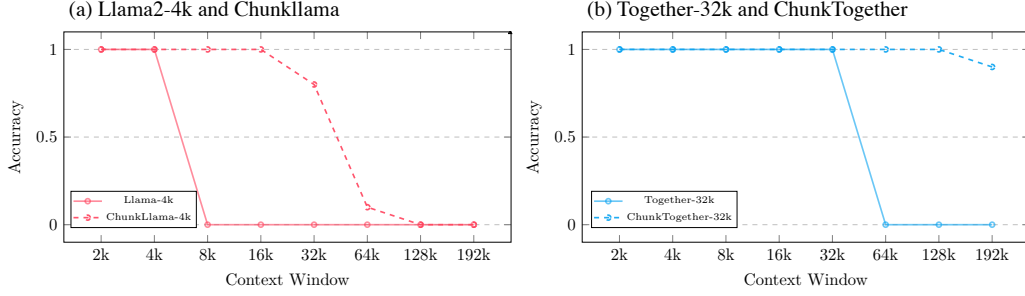 (a) Llama2-4k and Chunkllama
1
0.5
0
Accurracy
Llama-4k
ChunkLlama-4k
2k 4k 8k 16k 32k 64k 128k 192k
Context Window
(b) Together-32k and ChunkTogether
1
0.5
0
Accurracy
Together-32k
ChunkTogether-32k
2k 4k 8k 16k 32k 64k 128k 192k
Context Window